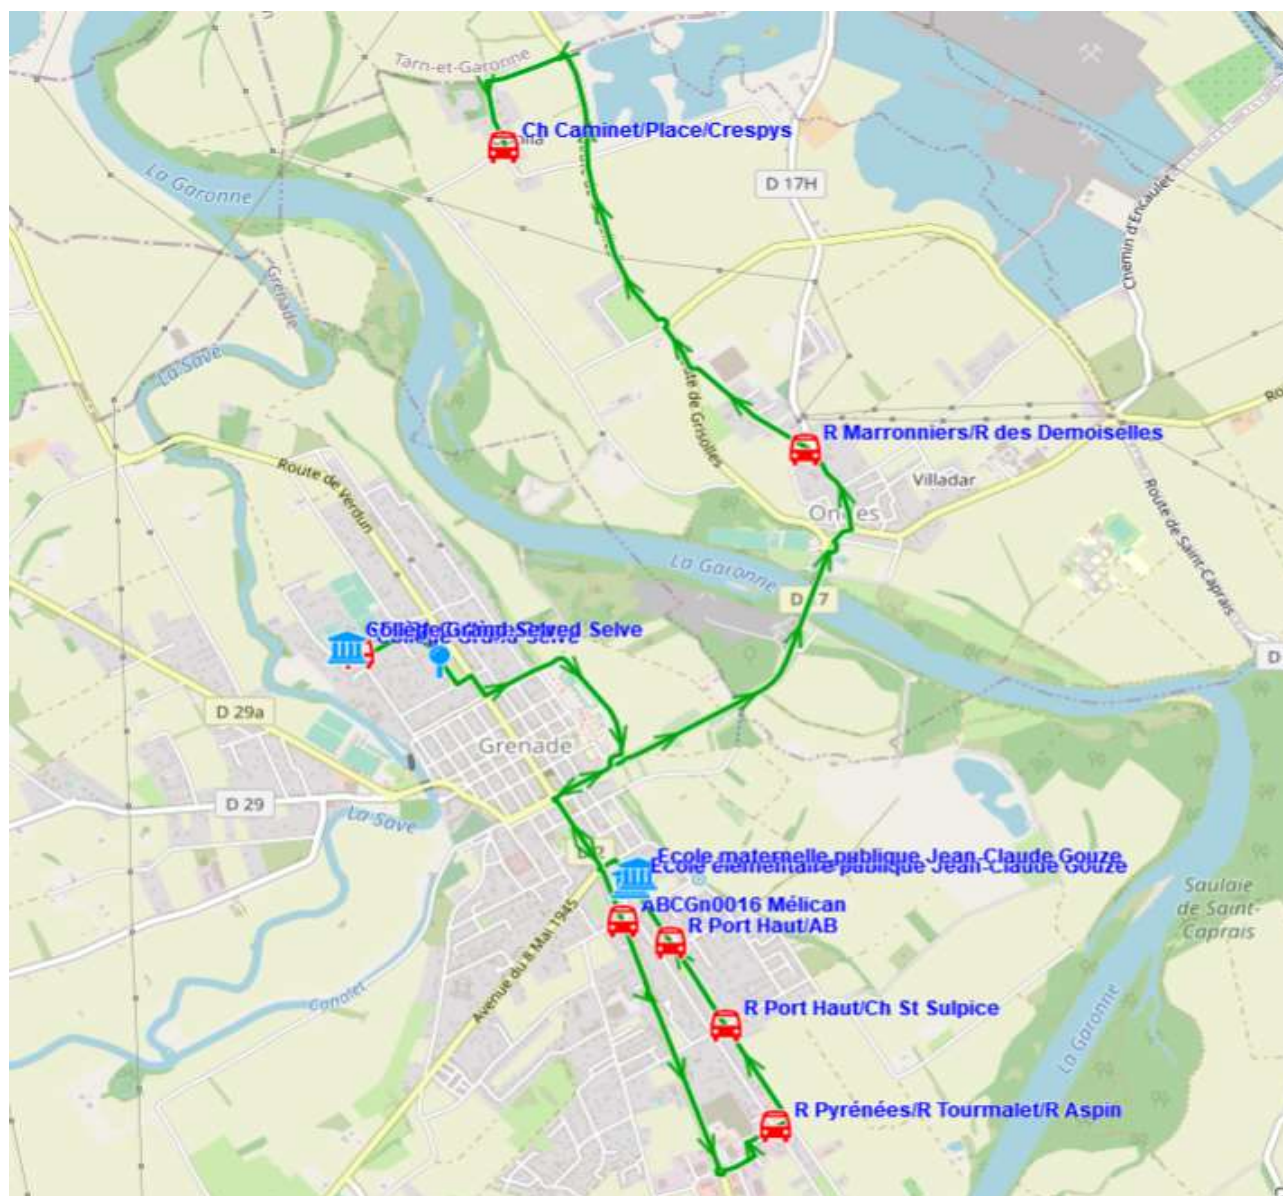 Tarn-et-Garonne
Ch Caminet/Place/Crespys
La Garonne
D 17H
Chemin d'Encaulet
Grenade
La Save
R Marronniers/R des Demoiselles
Villadar
Route de Verdun
Route de Saint-Caprais
La Garonne
Collège Grand Selve
D 29a
Grenade
D 29
La Save
Ecole maternelle publique Jean-Claude Gouze
Ecole élémentaire publique Jean-Claude Gouze
Saulaie
de Saint-
Caprais
ABCGn0016 Mélican
R Port Haut/AB
Avenue du 8 Mai 1945
Canalet
R Port Haut/Ch St Sulpice
La Garonne
R Pyrénées/R Tourmalet/R Aspin